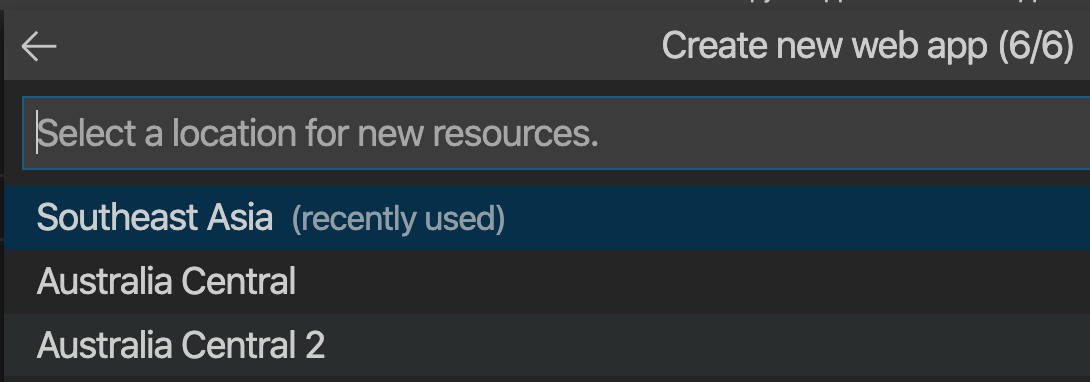 Create new web app (6/6)
Select a location for new resources.
Southeast Asia (recently used)
Australia Central
Australia Central 2